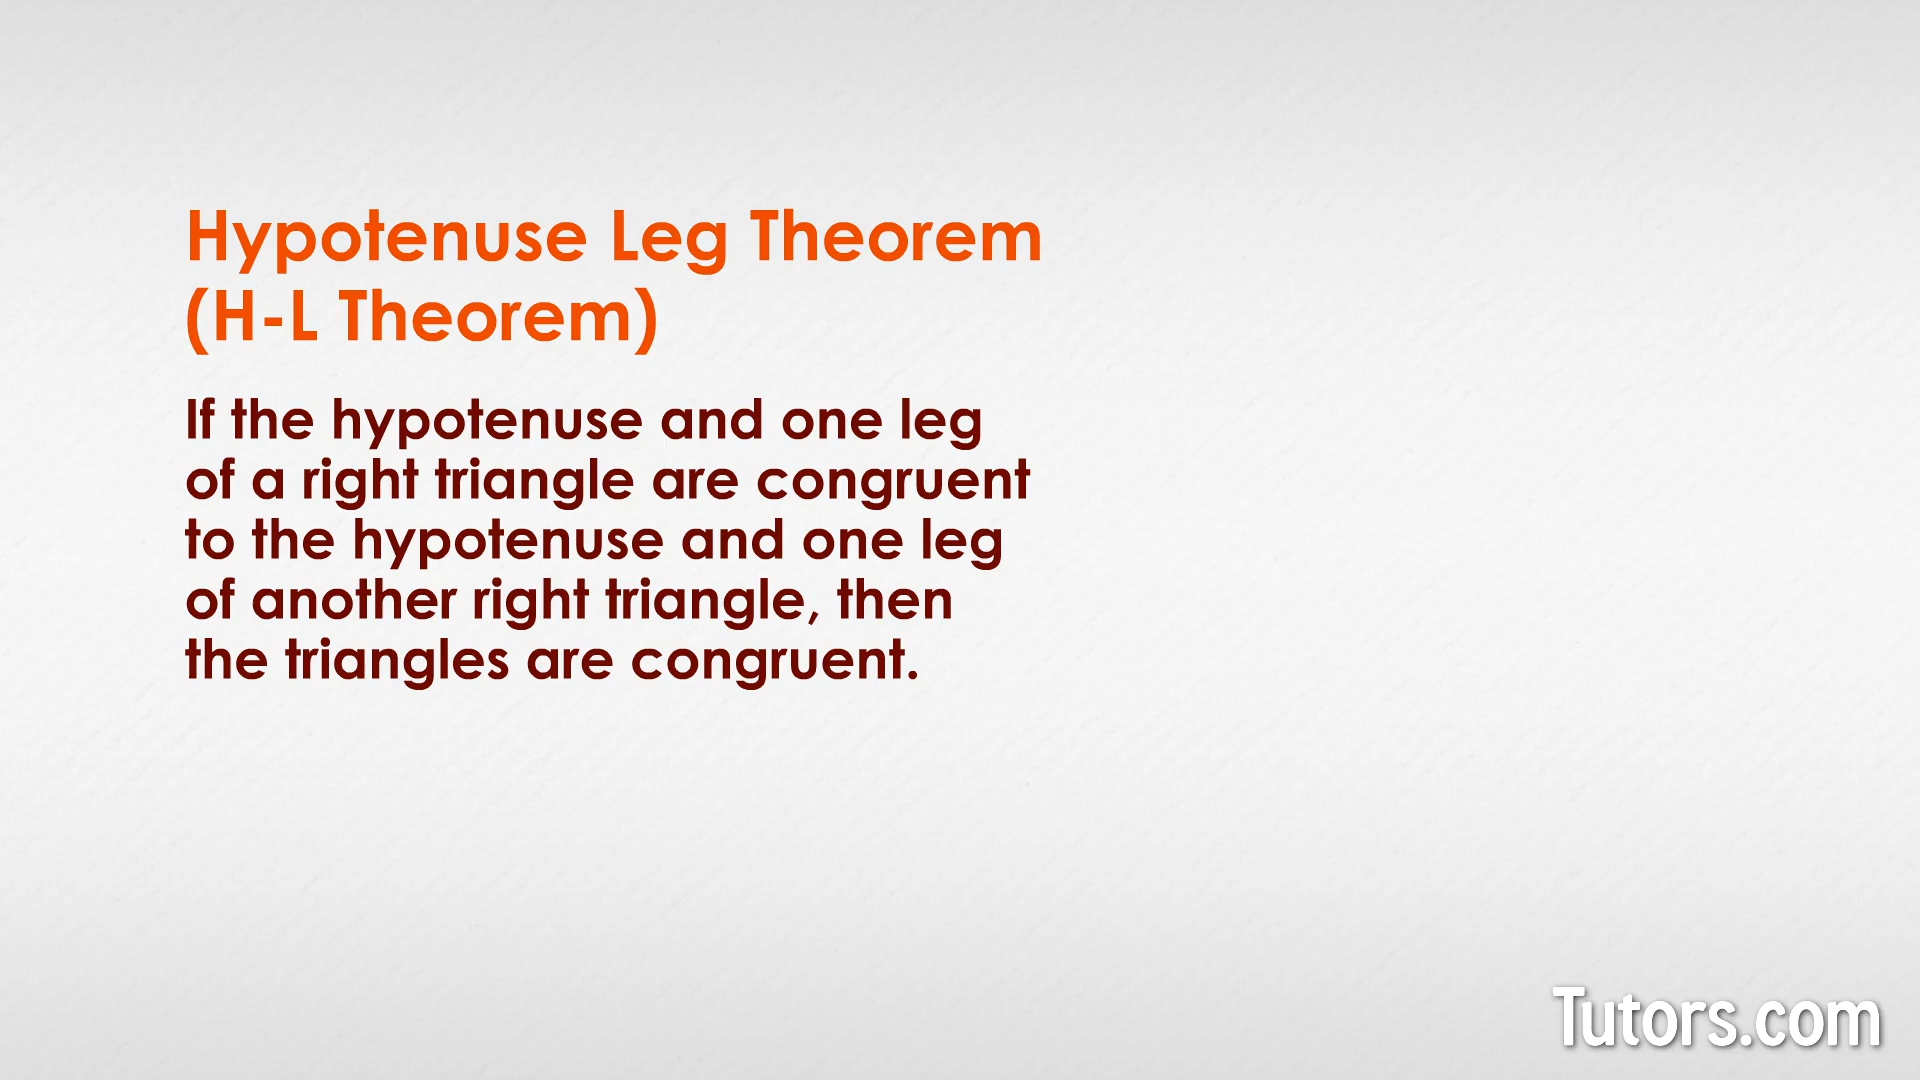 Hypotenuse Leg Theorem
(H-L Theorem)
If the hypotenuse and one leg
of a right triangle are congruent
to the hypotenuse and one leg
of another right triangle, then
the triangles are congruent.
Tutors.com